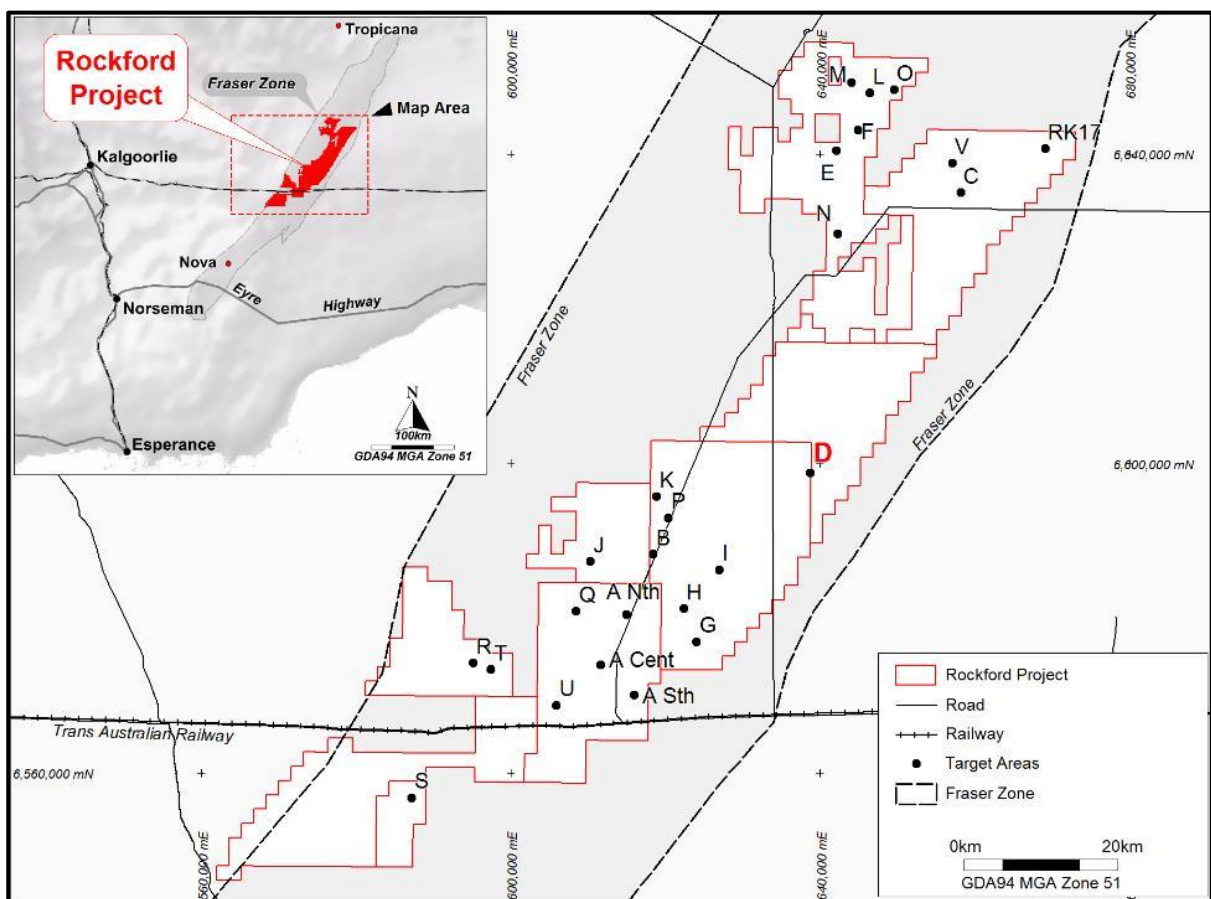 Tropicana
Rockford
Project
Fraser Zone
Map Area
Kalgoorlie
Nova
Norseman
Eyre
Highway
Esperance
N
100km
GDA94 MGA Zone 51
600,000 mE
640,000 mE
680,000 mE
M
L
O
F
E
V
RK17
C
6,640,000 mN
N
Fraser Zone
Fraser Zone
D
6,600,000 mN
K
P
B
J
I
Q
A Nth
H
G
R
T
A Cent
U
A Sth
Trans Australian Railway
6,560,000 mN
S
560,000 mE
600,000 mE
640,000 mE
Rockford Project
Road
Railway
Target Areas
Fraser Zone
0km
20km
GDA94 MGA Zone 51